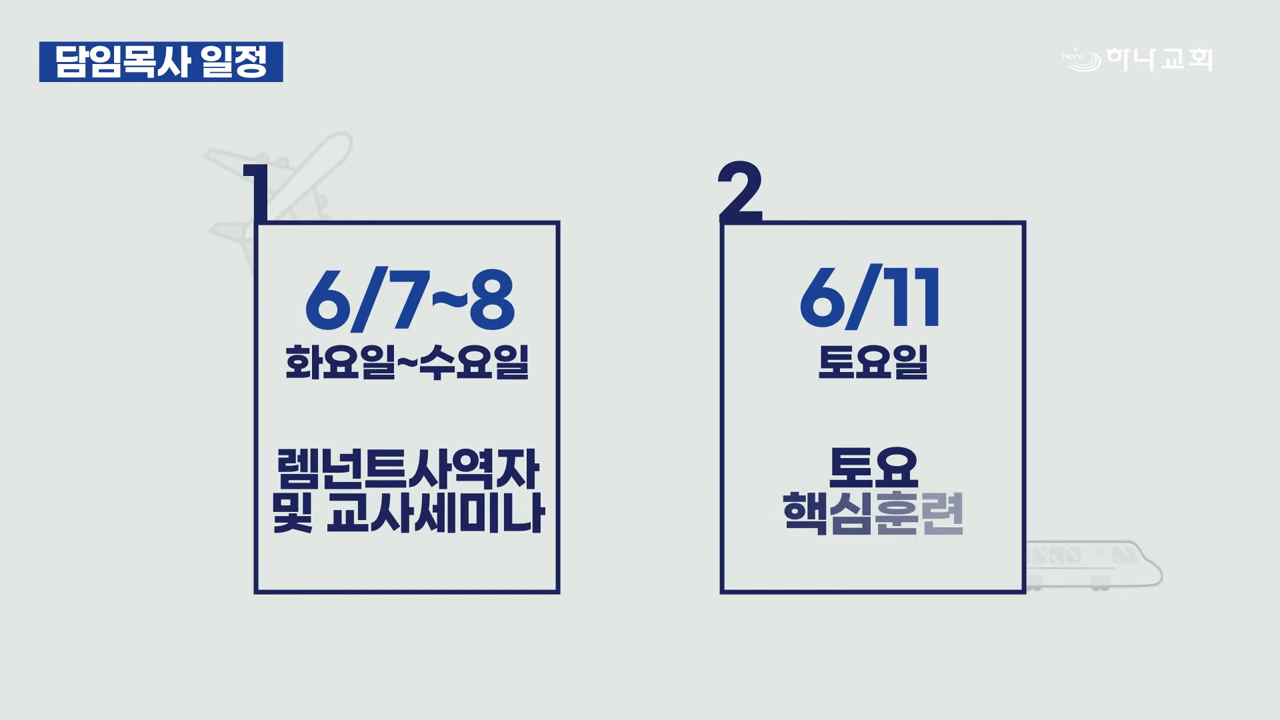 담임목사 일정
하나교회
1
6/7~8
화요일~수요일
렘넌트사역자
및 교사세미나
2
6/11
토요일
토요
핵심훈련